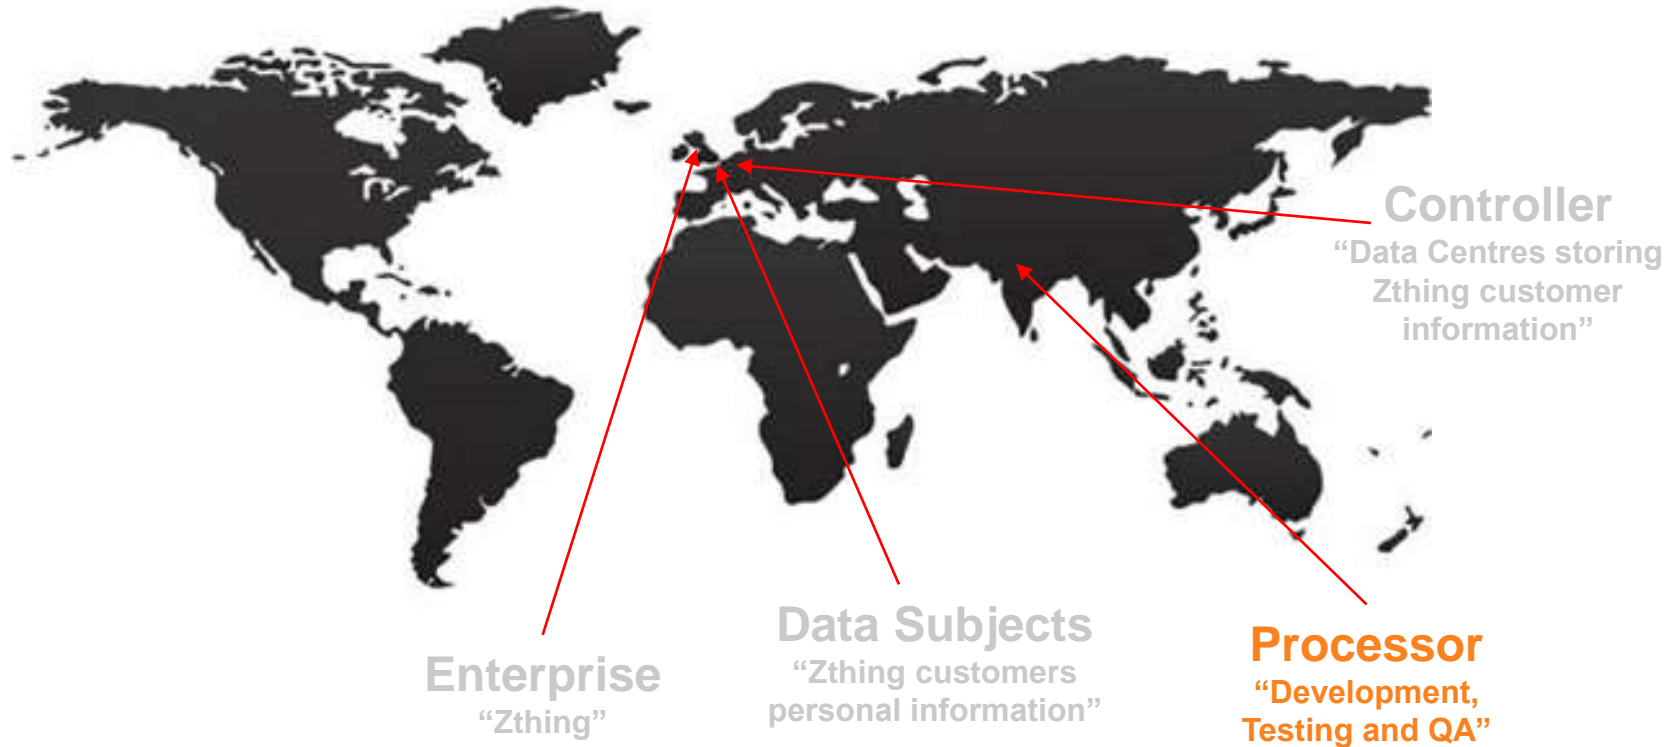 Controller
“Data Centres storing
Zthing customer
information”
Data Subjects
“Zthing customers
personal information”
Enterprise
“Zthing”
Processor
“Development,
Testing and QA”